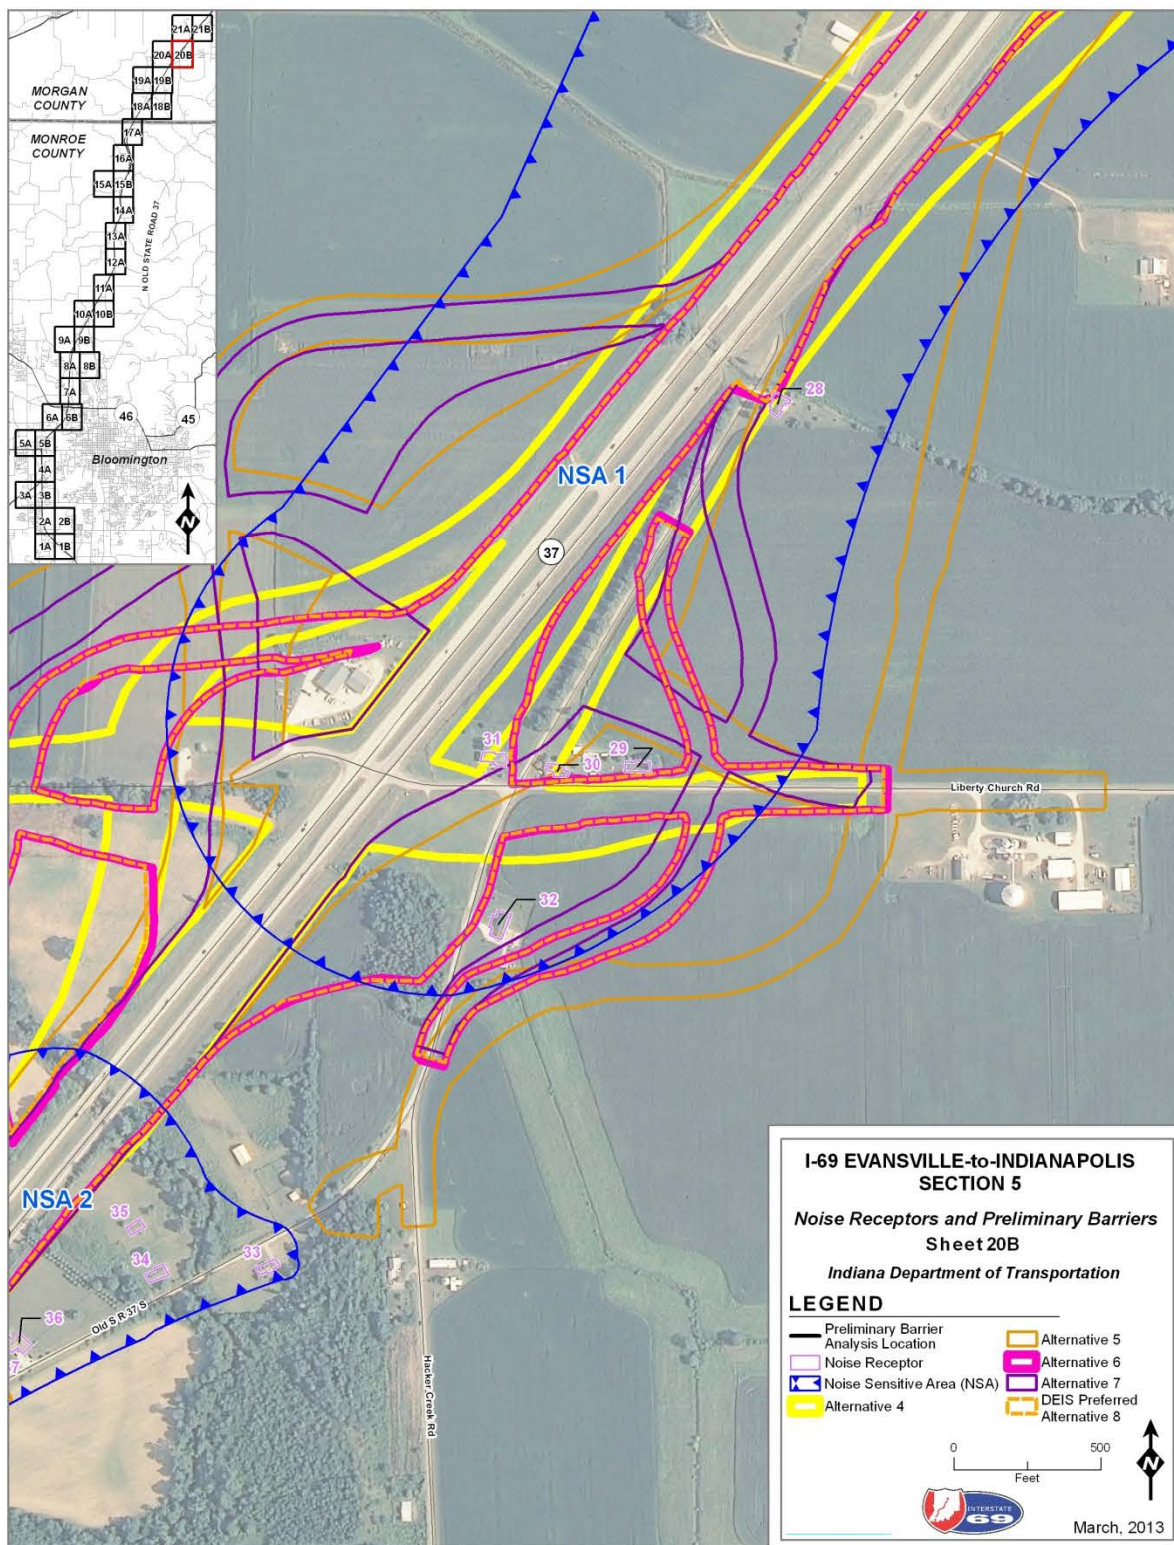 21A 21B
20A 20B
19A 19B
MORGAN
COUNTY
18A 18B
17A
MONROE
COUNTY
16A
15A 15B
14A
N OLD STATE ROAD 37
13A
12A
11A
10A 10B
9A 9B
8A 8B
7A
6A 6B
46
45
5A 5B
Bloomington
4A
3A 3B
2A 2B
1A 1B
N
28
NSA 1
37
31
30
29
Liberty Church Rd
32
NSA 2
35
34
33
36
7
Old S R 37 S
Hacker Creek Rd
I-69 EVANSVILLE-to-INDIANAPOLIS
SECTION 5
Noise Receptors and Preliminary Barriers
Sheet 20B
Indiana Department of Transportation
LEGEND
Preliminary Barrier
Analysis Location
Noise Receptor
Noise Sensitive Area (NSA)
Alternative 4
Alternative 5
Alternative 6
Alternative 7
DEIS Preferred
Alternative 8
0 500
Feet
N
INTERSTATE
69
March, 2013